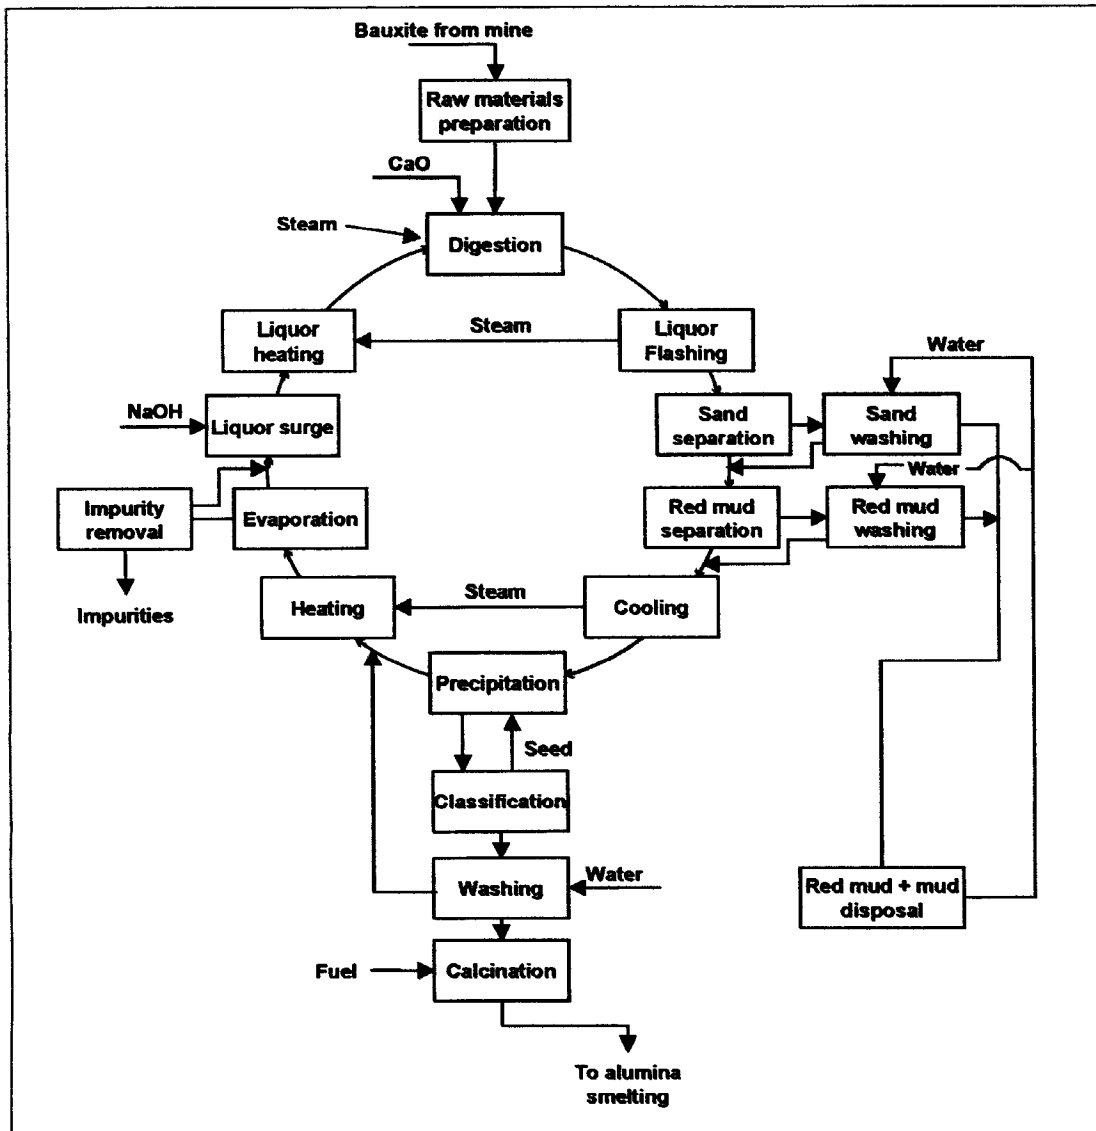 Bauxite from mine
Raw materials
preparation
CaO
Steam
Digestion
Liquor
heating
Steam
Liquor
Flashing
Water
NaOH
Liquor surge
Sand
separation
Sand
washing
Water
Impurity
removal
Evaporation
Red mud
separation
Red mud
washing
Impurities
Heating
Steam
Cooling
Precipitation
Seed
Classification
Washing
Water
Red mud + mud
disposal
Fuel
Calcination
To alumina
smelting